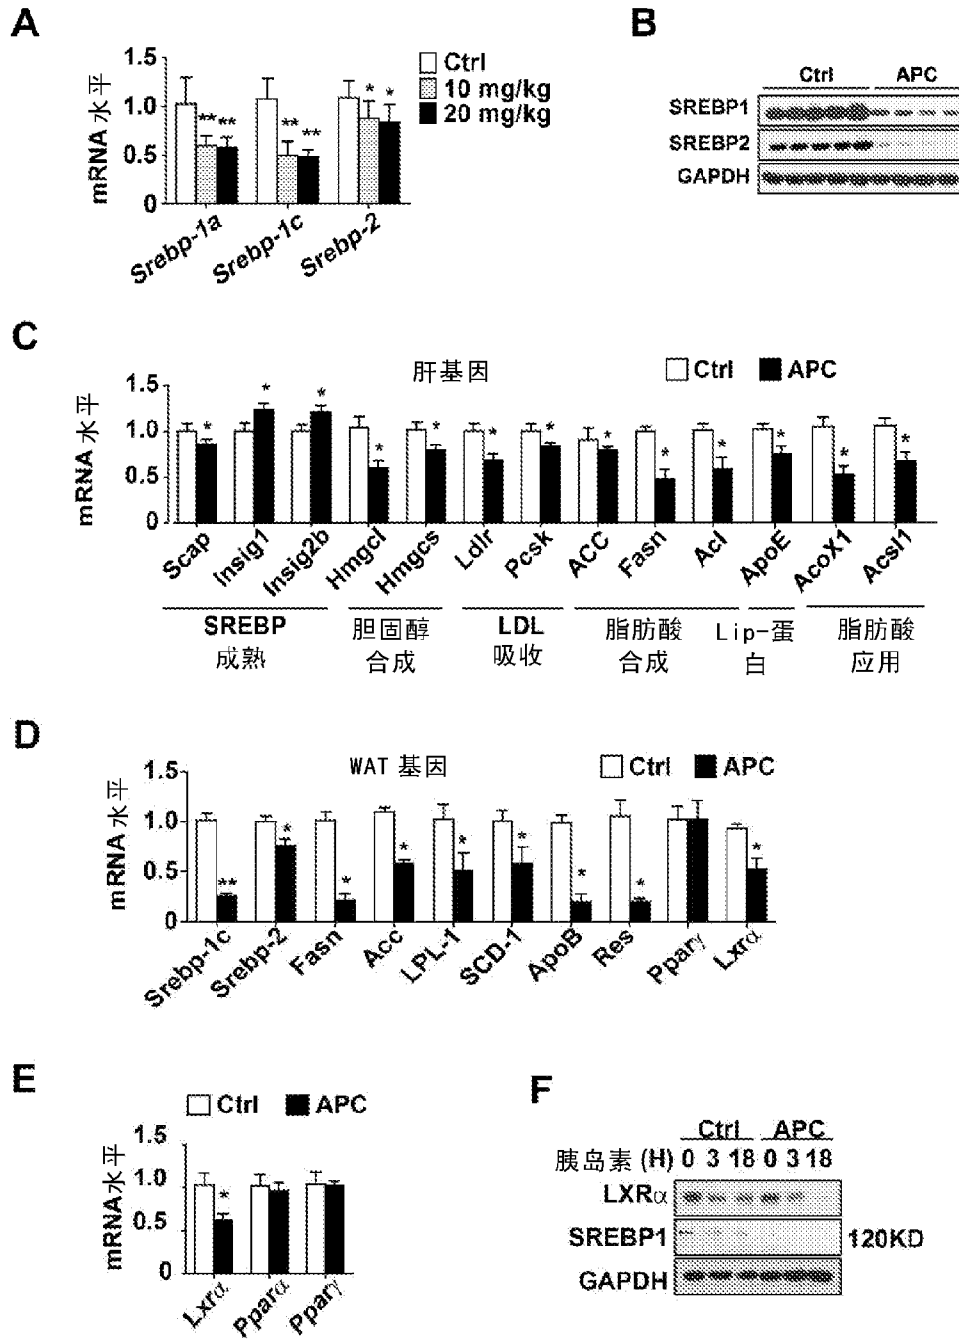 A
mRNA 水平
1.5
1.0
0.5
0
Ctrl
10 mg/kg
20 mg/kg
** **
** **
* *
Srebp-1a
Srebp-1c
Srebp-2
B
Ctrl APC
SREBP1
SREBP2
GAPDH
C
肝基因
Ctrl APC
mRNA 水平
1.5
1.0
0.5
0
* * * * * * * * * * * * *
Scap Insig1 Insig2b Hmgcl Hmgcs Ldlr Pcsk ACC Fasn Acl ApoE AcoX1 Acsl1
SREBP
成熟
胆固醇
合成
LDL
吸收
脂肪酸
合成
Lip-蛋
白
脂肪酸
应用
D
WAT 基因
Ctrl APC
mRNA 水平
1.5
1.0
0.5
0
** * * * * * * * *
Srebp-1c Srebp-2 Fasn Acc LPL-1 SCD-1 ApoB Res Pparγ Lxrα
E
Ctrl APC
mRNA水平
1.5
1.0
0.5
0
*
Lxrα Pparα Pparγ
F
Ctrl APC
胰岛素 (H) 0 3 18 0 3 18
LXRα
SREBP1 120KD
GAPDH